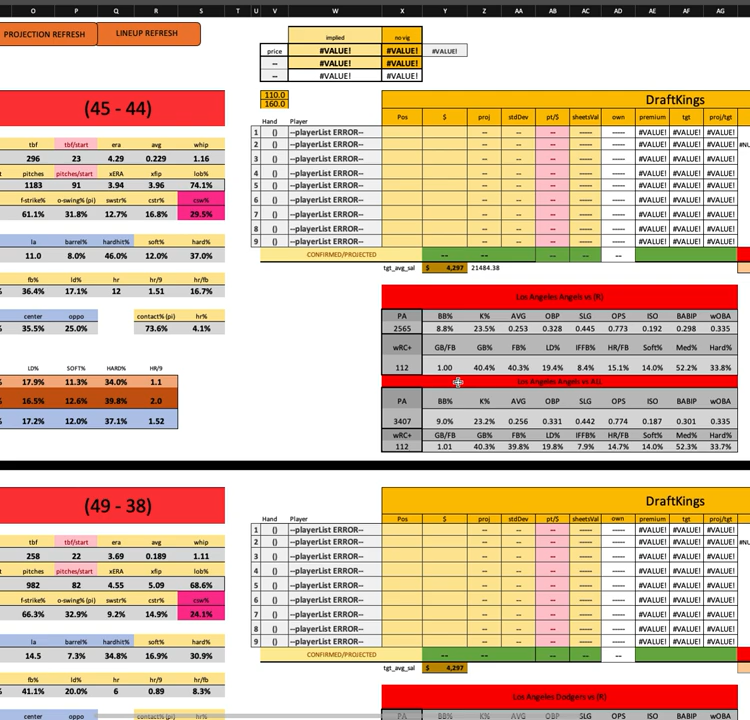 O P Q R S T U V W X Y Z AA AB AC AD AE AF AG
PROJECTION REFRESH LINEUP REFRESH
implied no vig
price #VALUE! #VALUE! #VALUE!
-- #VALUE! #VALUE!
-- #VALUE! #VALUE!
110.0
160.0
(45 - 44) DraftKings
Hand Player Pos $ proj stdDev pt/$ sheetsVal own premium tgt proj/tgt
1 () --playerList ERROR-- -- -- -- ----- ----- #VALUE! #VALUE! #VALUE!
2 () --playerList ERROR-- -- -- -- ----- ----- #VALUE! #VALUE! #VALUE! #NU
3 () --playerList ERROR-- -- -- -- ----- ----- #VALUE! #VALUE! #VALUE!
4 () --playerList ERROR-- -- -- -- ----- ----- #VALUE! #VALUE! #VALUE!
5 () --playerList ERROR-- -- -- -- ----- ----- #VALUE! #VALUE! #VALUE!
6 () --playerList ERROR-- -- -- -- ----- ----- #VALUE! #VALUE! #VALUE!
7 () --playerList ERROR-- -- -- -- ----- ----- #VALUE! #VALUE! #VALUE!
8 () --playerList ERROR-- -- -- -- ----- ----- #VALUE! #VALUE! #VALUE!
9 () --playerList ERROR-- -- -- -- ----- ----- #VALUE! #VALUE! #VALUE!
CONFIRMED/PROJECTED -- -- --
tgt_avg_sal $ 4,297 21484.38
tbf tbf/start era avg whip
296 23 4.29 0.229 1.16
pitches pitches/start xERA xfip lob%
1183 91 3.94 3.96 74.1%
f-strike% o-swing% (pi) swstr% cstr% csw%
61.1% 31.8% 12.7% 16.8% 29.5%
la barrel% hardhit% soft% hard%
11.0 8.0% 46.0% 12.0% 37.0%
fb% ld% hr hr/9 hr/fb
36.4% 17.1% 12 1.51 16.7%
center oppo contact% (pi) hr%
35.5% 25.0% 73.6% 4.1%
LD% SOFT% HARD% HR/9
17.9% 11.3% 34.0% 1.1
16.5% 12.6% 39.8% 2.0
17.2% 12.0% 37.1% 1.52
Los Angeles Angels vs (R)
PA BB% K% AVG OBP SLG OPS ISO BABIP wOBA
2565 8.8% 23.5% 0.253 0.328 0.445 0.773 0.192 0.298 0.335
wRC+ GB/FB GB% FB% LD% IFFB% HR/FB Soft% Med% Hard%
112 1.00 40.4% 40.3% 19.4% 8.4% 15.1% 14.0% 52.2% 33.8%
Los Angeles Angels vs ALL
PA BB% K% AVG OBP SLG OPS ISO BABIP wOBA
3407 9.0% 23.2% 0.256 0.331 0.442 0.774 0.187 0.301 0.335
wRC+ GB/FB GB% FB% LD% IFFB% HR/FB Soft% Med% Hard%
112 1.01 40.3% 39.8% 19.8% 7.9% 14.7% 14.0% 52.3% 33.7%
(49 - 38) DraftKings
Hand Player Pos $ proj stdDev pt/$ sheetsVal own premium tgt proj/tgt
1 () --playerList ERROR-- -- -- -- ----- ----- #VALUE! #VALUE! #VALUE!
2 () --playerList ERROR-- -- -- -- ----- ----- #VALUE! #VALUE! #VALUE! #NU
3 () --playerList ERROR-- -- -- -- ----- ----- #VALUE! #VALUE! #VALUE!
4 () --playerList ERROR-- -- -- -- ----- ----- #VALUE! #VALUE! #VALUE!
5 () --playerList ERROR-- -- -- -- ----- ----- #VALUE! #VALUE! #VALUE!
6 () --playerList ERROR-- -- -- -- ----- ----- #VALUE! #VALUE! #VALUE!
7 () --playerList ERROR-- -- -- -- ----- ----- #VALUE! #VALUE! #VALUE!
8 () --playerList ERROR-- -- -- -- ----- ----- #VALUE! #VALUE! #VALUE!
9 () --playerList ERROR-- -- -- -- ----- ----- #VALUE! #VALUE! #VALUE!
CONFIRMED/PROJECTED -- -- --
tgt_avg_sal $ 4,297
tbf tbf/start era avg whip
258 22 3.69 0.189 1.11
pitches pitches/start xERA xfip lob%
982 82 4.55 5.09 68.6%
f-strike% o-swing% (pi) swstr% cstr% csw%
66.3% 32.9% 9.2% 14.9% 24.1%
la barrel% hardhit% soft% hard%
14.5 7.3% 34.8% 16.9% 30.9%
fb% ld% hr hr/9 hr/fb
41.1% 20.0% 6 0.89 8.3%
center oppo contact% (pi) hr%
Los Angeles Dodgers vs (R)
PA BB% K% AVG OBP SLG OPS ISO BABIP wOBA